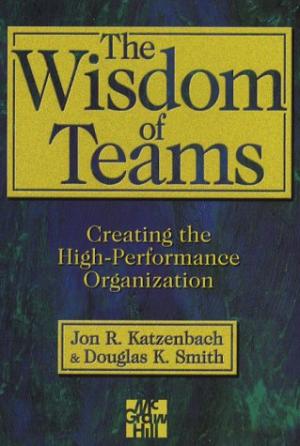 The
Wisdom
of
Teams
Creating the
High-Performance
Organization
Jon R. Katzenbach
& Douglas K. Smith
Mc
Graw
Hill